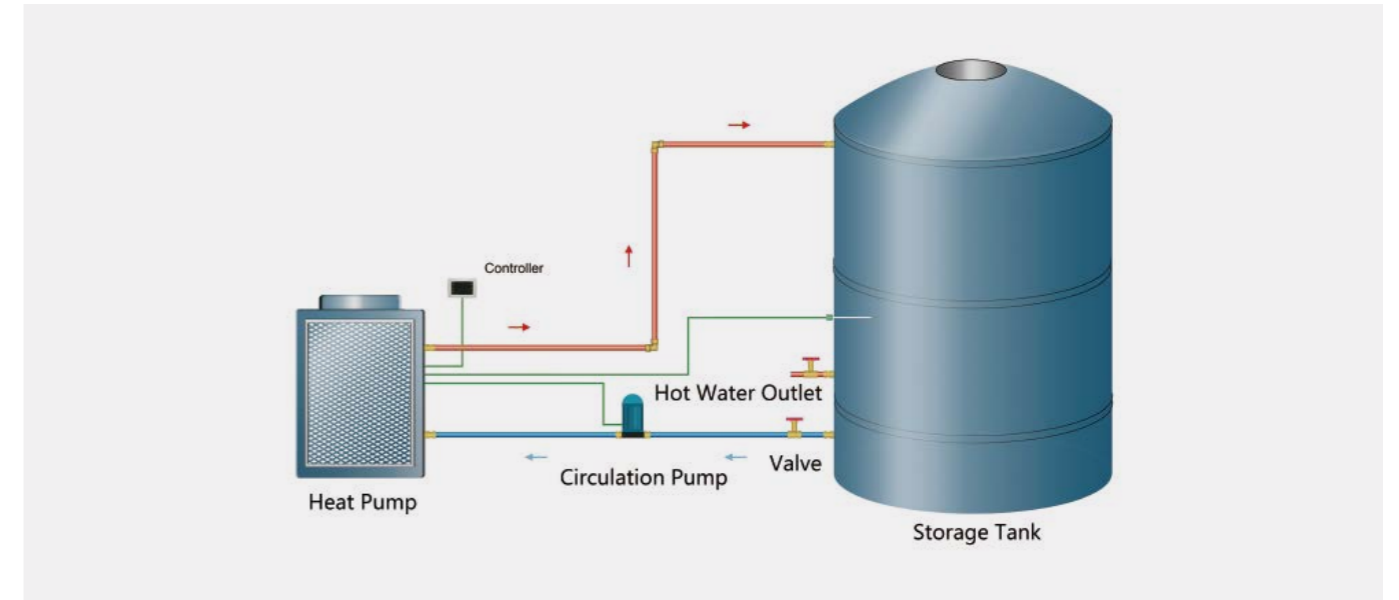 Controller
Hot Water Outlet
Valve
Circulation Pump
Heat Pump
Storage Tank